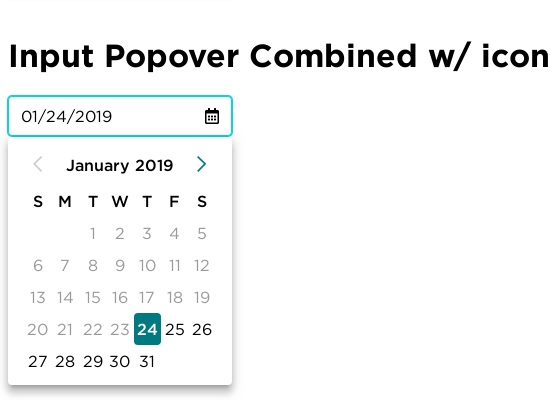 Input Popover Combined w/ icon
01/24/2019
January 2019
S M T W T F S
1 2 3 4 5
6 7 8 9 10 11 12
13 14 15 16 17 18 19
20 21 22 23 24 25 26
27 28 29 30 31